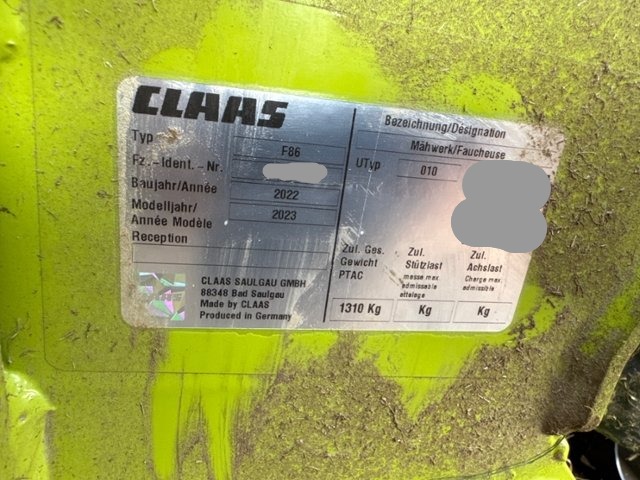 CLAAS
Typ
F86
Fz.-Ident.-Nr.
Baujahr/Année
2022
Modelljahr/
Année Modèle
2023
Reception
CLAAS SAULGAU GMBH
88348 Bad Saulgau
Made by CLAAS
Produced in Germany
Bezeichnung/Désignation
Mähwerk/Faucheuse
UTyp
010
Zul. Ges.
Gewicht
PTAC
1310 Kg
Zul.
Stützlast
masse max.
admissible
attelage
Kg
Zul.
Achslast
Charge max.
admissible
Kg